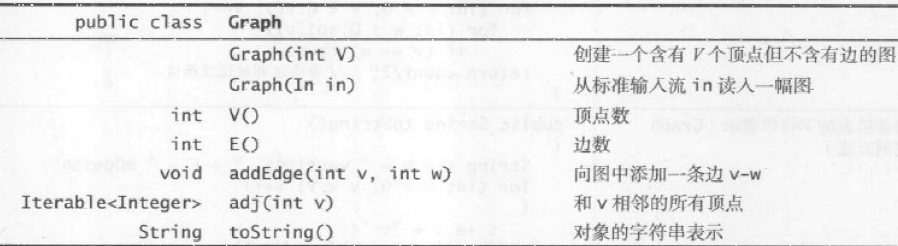 public class Graph
Graph(int V) 创建一个含有 V 个顶点但不含有边的图
Graph(In in) 从标准输入流 in 读入一幅图
int V() 顶点数
int E() 边数
void addEdge(int v, int w) 向图中添加一条边 v-w
Iterable<Integer> adj(int v) 和 v 相邻的所有顶点
String toString() 对象的字符串表示